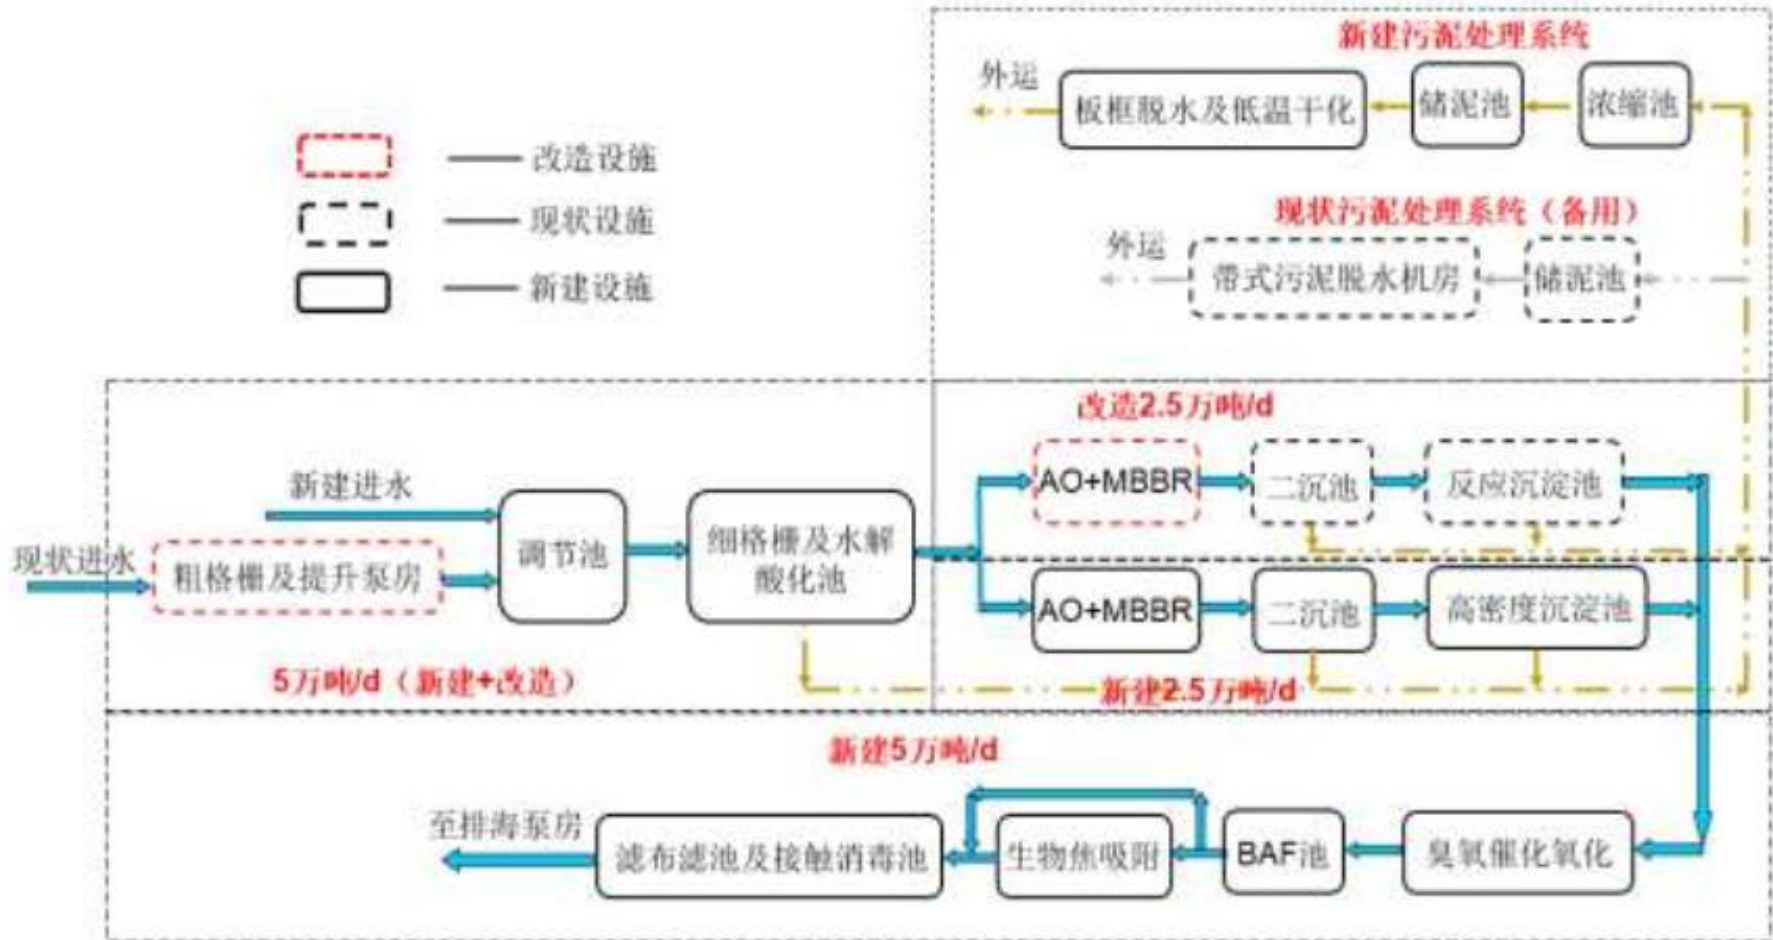 新建污泥处理系统
外运
板框脱水及低温干化
储泥池
浓缩池
改造设施
现状设施
新建设施
现状污泥处理系统（备用）
外运
带式污泥脱水机房
储泥池
改造2.5万吨/d
新建进水
现状进水
粗格栅及提升泵房
调节池
细格栅及水解
酸化池
AO+MBBR
二沉池
反应沉淀池
AO+MBBR
二沉池
高密度沉淀池
5万吨/d（新建+改造）
新建2.5万吨/d
新建5万吨/d
至排海泵房
滤布滤池及接触消毒池
生物焦吸附
BAF池
臭氧催化氧化